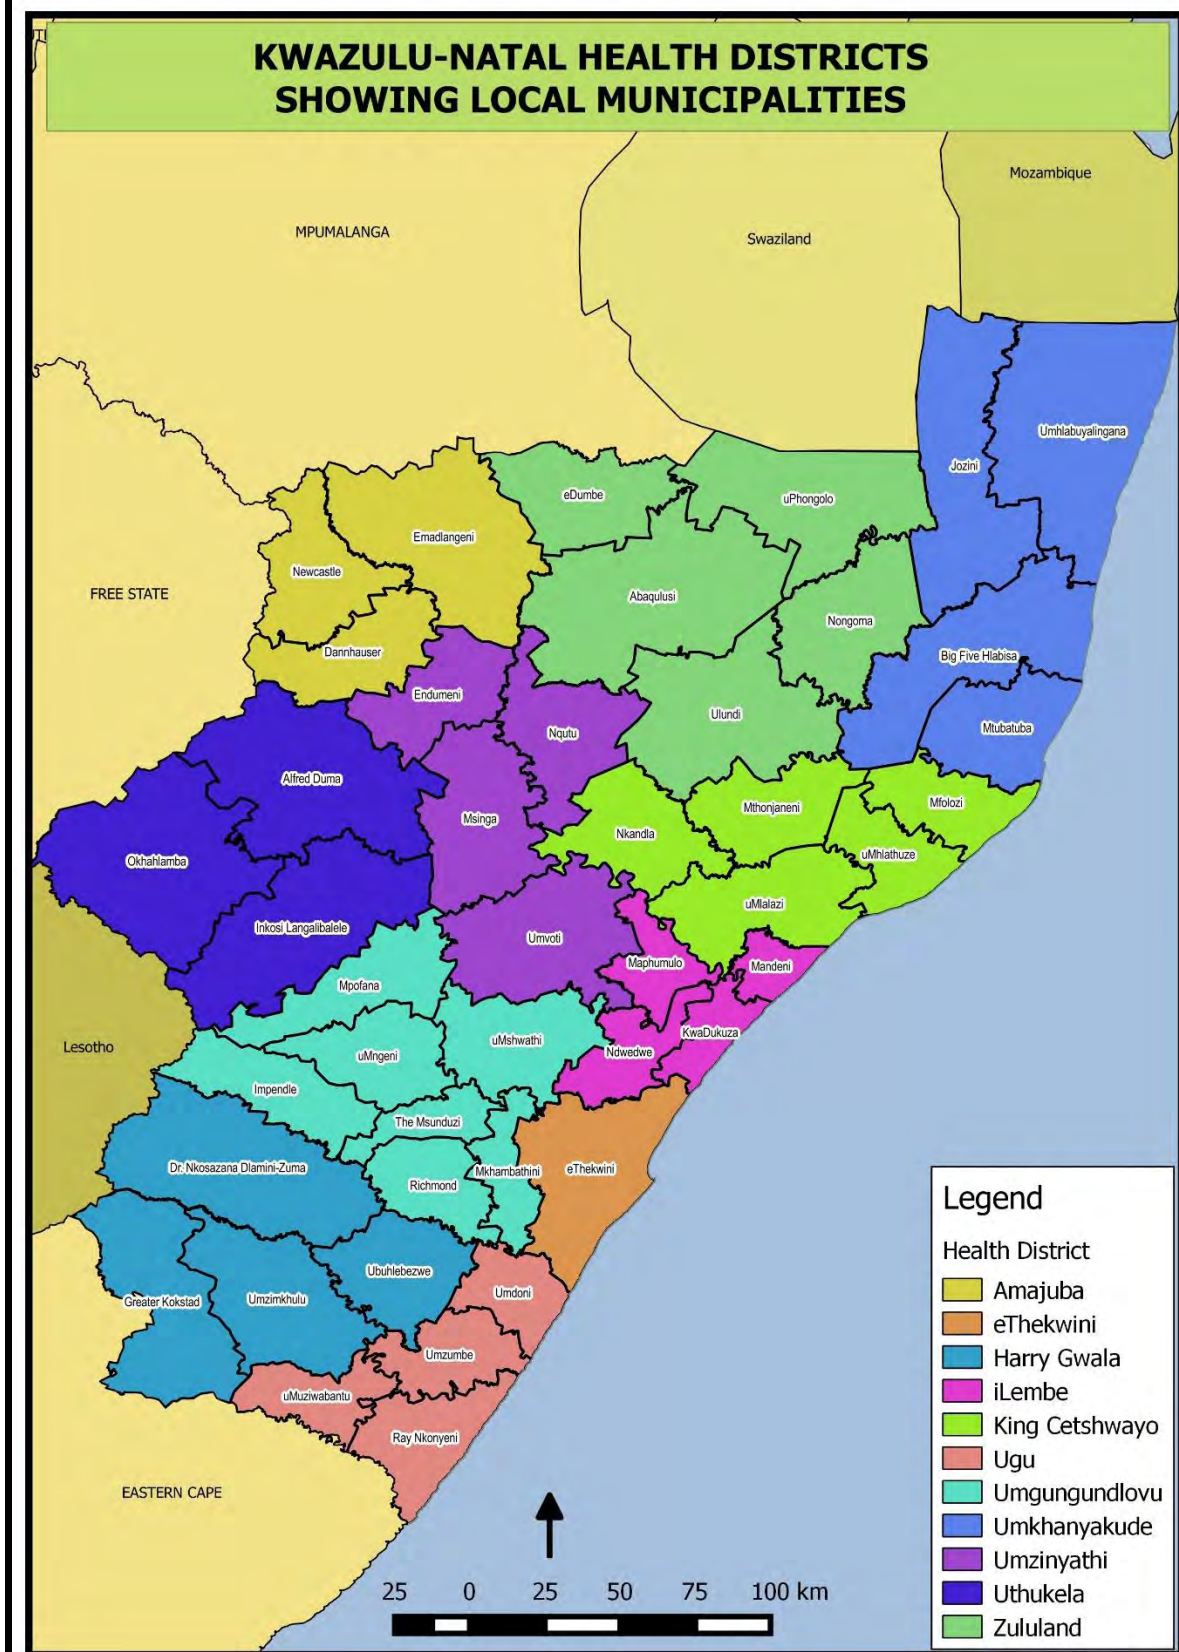 KWAZULU-NATAL HEALTH DISTRICTS
SHOWING LOCAL MUNICIPALITIES
Mozambique
MPUMALANGA
Swaziland
Umhlabuyalingana
Jozini
eDumbe
uPhongolo
Emadlangeni
Newcastle
FREE STATE
Abaqulusi
Nongoma
Dannhauser
Big Five Hlabisa
Endumeni
Ulundi
Mtubatuba
Nqutu
Alfred Duma
Mthonjaneni
Mfolozi
Msinga
Nkandla
Okhahlamba
uMhlathuze
uMlalazi
Inkosi Langalibalele
Umvoti
Maphumulo
Mandeni
Mpofana
KwaDukuza
Lesotho
uMngeni
uMshwathi
Ndwedwe
Impendle
The Msunduzi
Dr. Nkosazana Dlamini-Zuma
Mkhambathini
eThekwini
Richmond
Ubuhlebezwe
Umdoni
Greater Kokstad
Umzimkhulu
Umzumbe
uMuziwabantu
Ray Nkonyeni
EASTERN CAPE
Legend
Health District
Amajuba
eThekwini
Harry Gwala
iLembe
King Cetshwayo
Ugu
Umgungundlovu
Umkhanyakude
Umzinyathi
Uthukela
Zululand
25 0 25 50 75 100 km